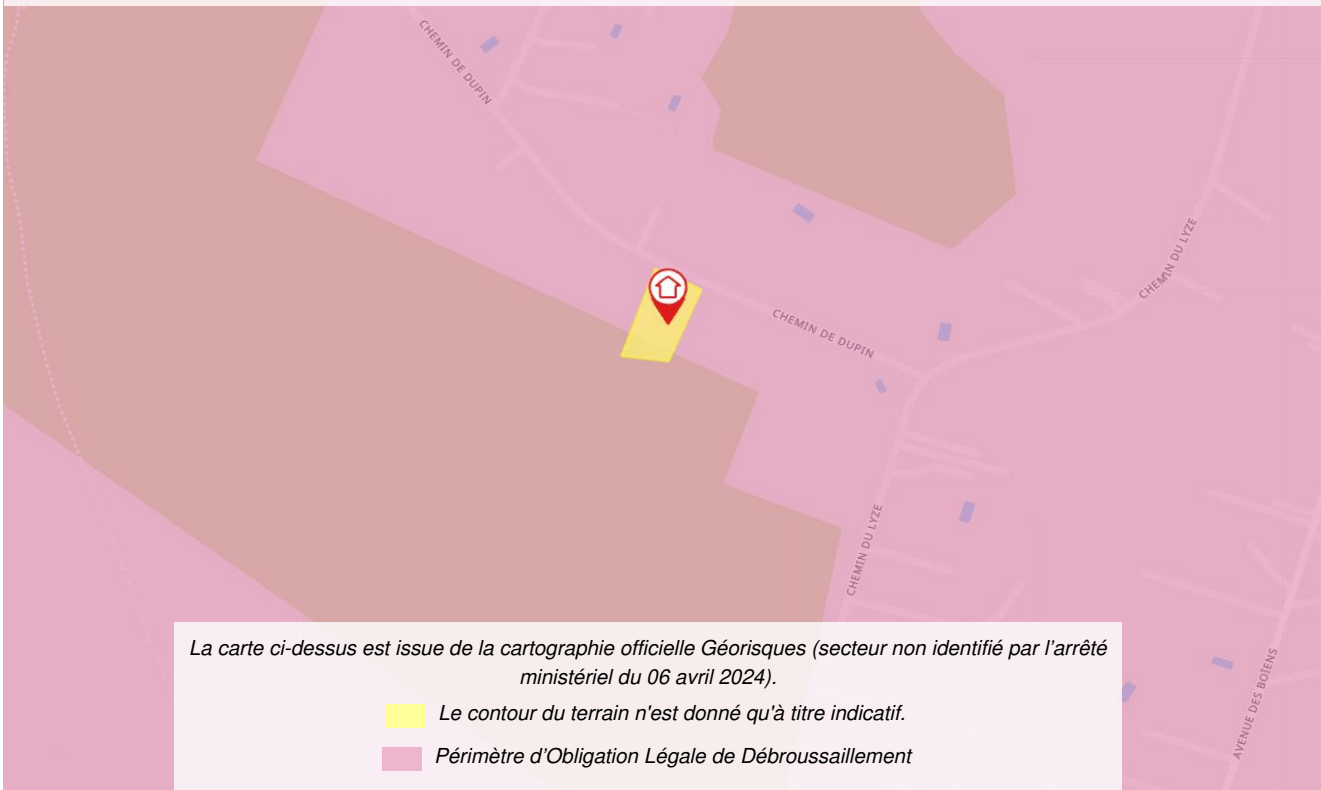 CHEMIN DE DUPIN
CHEMIN DU LYZE
CHEMIN DE DUPIN
CHEMIN DU LYZE
AVENUE DES BOÏENS
La carte ci-dessus est issue de la cartographie officielle Géorisques (secteur non identifié par l'arrêté
ministériel du 06 avril 2024).
Le contour du terrain n'est donné qu'à titre indicatif.
Périmètre d'Obligation Légale de Débroussaillement